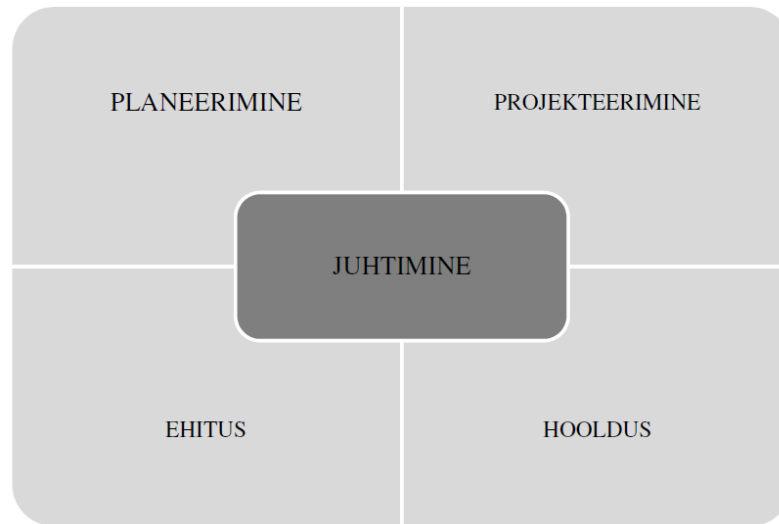 PLANEERIMINE
PROJEKTEERIMINE
JUHTIMINE
EHITUS
HOOLDUS